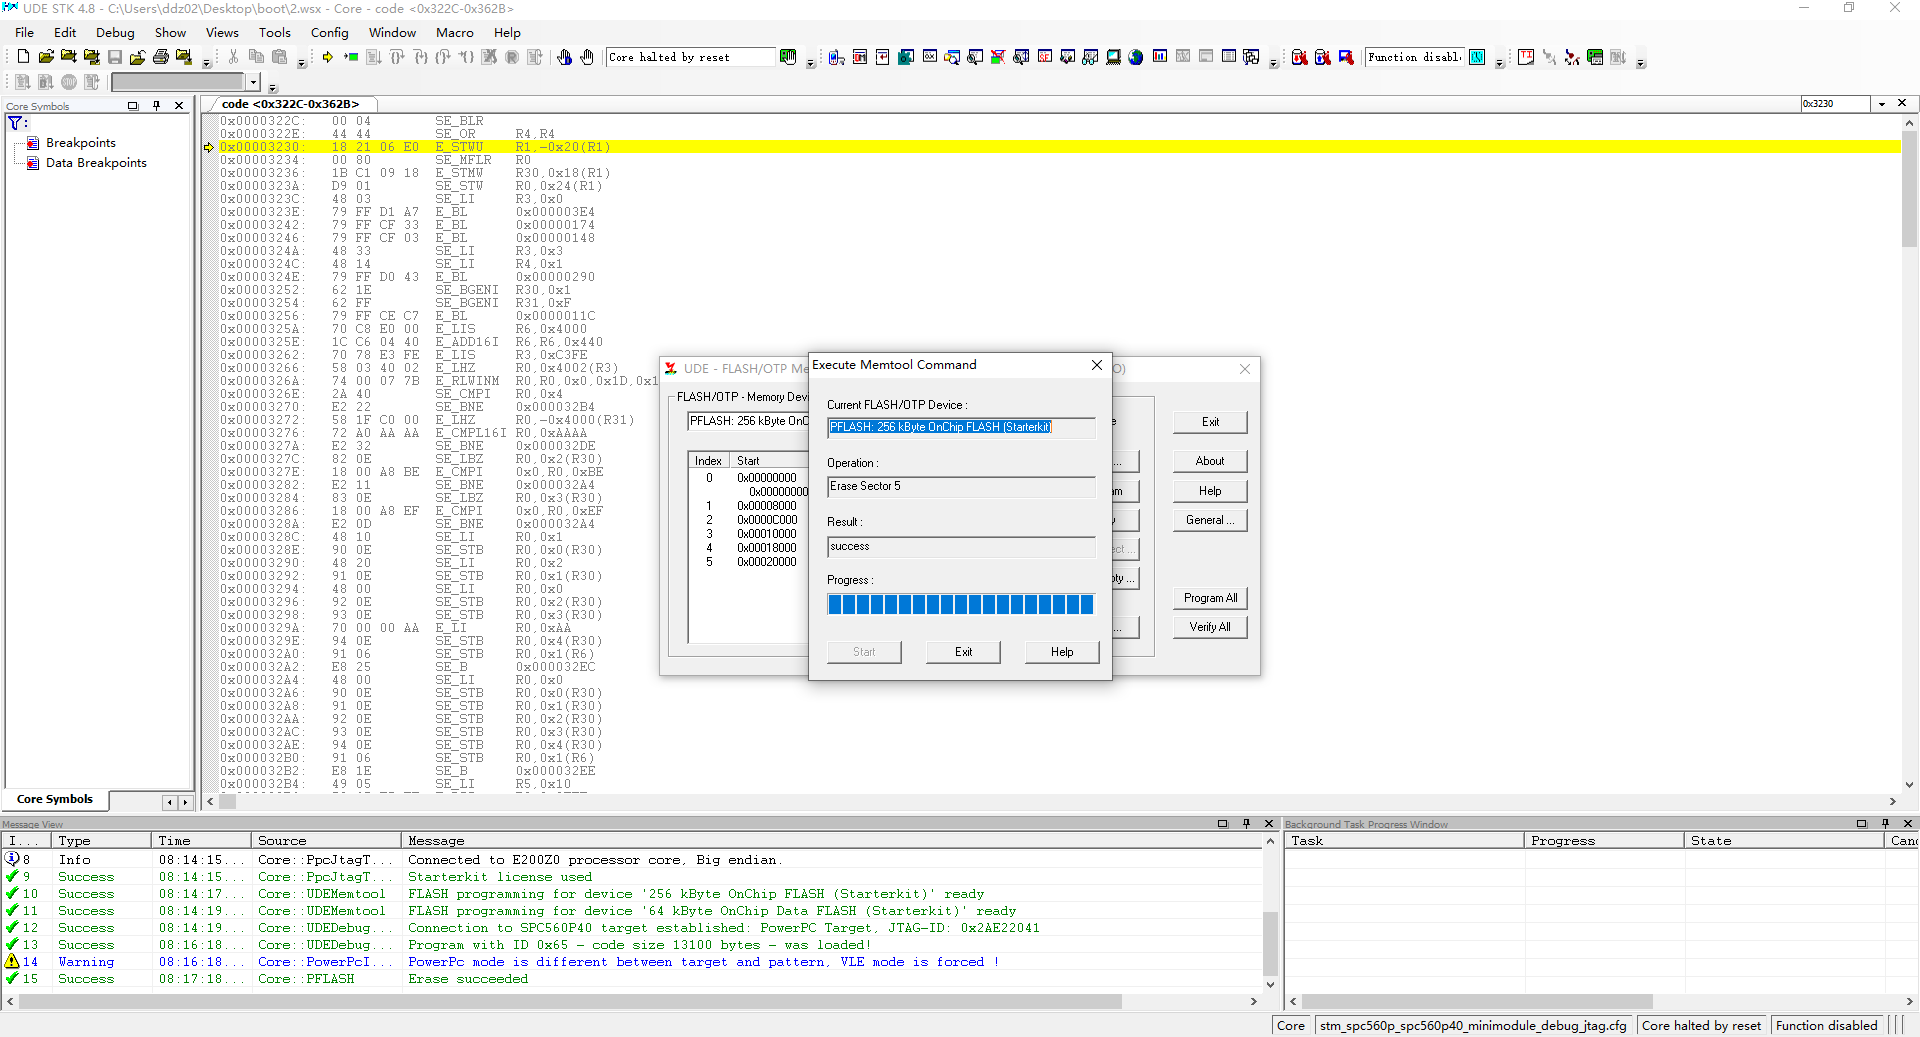 UDE STK 4.8 - C:\Users\ddz02\Desktop\boot\2.wsx - Core - code <0x322C-0x362B>
File Edit Debug Show Views Tools Config Window Macro Help
Core halted by reset
Function disabl
Core Symbols
code <0x322C-0x362B>
0x3230
Breakpoints
Data Breakpoints
0x0000322C: 00 04 SE_BLR
0x0000322E: 44 44 SE_OR R4,R4
0x00003230: 18 21 06 E0 E_STWU R1,-0x20(R1)
0x00003234: 00 80 SE_MFLR R0
0x00003236: 1B C1 09 18 E_STMW R30,0x18(R1)
0x0000323A: D9 01 SE_STW R0,0x24(R1)
0x0000323C: 48 03 SE_LI R3,0x0
0x0000323E: 79 FF D1 A7 E_BL 0x000003E4
0x00003242: 79 FF CF 33 E_BL 0x00000174
0x00003246: 79 FF CF 03 E_BL 0x00000148
0x0000324A: 48 33 SE_LI R3,0x3
0x0000324C: 48 14 SE_LI R4,0x1
0x0000324E: 79 FF D0 43 E_BL 0x00000290
0x00003252: 62 1E SE_BGENI R30,0x1
0x00003254: 62 FF SE_BGENI R31,0xF
0x00003256: 79 FF CE C7 E_BL 0x0000011C
0x0000325A: 70 C8 E0 00 E_LIS R6,0x4000
0x0000325E: 1C C6 04 40 E_ADD16I R6,R6,0x440
0x00003262: 70 78 E3 FE E_LIS R3,0xC3FE
0x00003266: 58 03 40 02 E_LHZ R0,0x4002(R3)
0x0000326A: 74 00 07 7B E_RLWINM R0,R0,0x0,0x1D,0x1
0x0000326E: 2A 40 SE_CMPI R0,0x4
0x00003270: E2 22 SE_BNE 0x000032B4
0x00003272: 58 1F C0 00 E_LHZ R0,-0x4000(R31)
0x00003276: 72 A0 AA AA E_CMPL16I R0,0xAAAA
0x0000327A: E2 32 SE_BNE 0x000032DE
0x0000327C: 82 0E SE_LBZ R0,0x2(R30)
0x0000327E: 18 00 A8 BE E_CMPI 0x0,R0,0xBE
0x00003282: E2 11 SE_BNE 0x000032A4
0x00003284: 83 0E SE_LBZ R0,0x3(R30)
0x00003286: 18 00 A8 EF E_CMPI 0x0,R0,0xEF
0x0000328A: E2 0D SE_BNE 0x000032A4
0x0000328C: 48 10 SE_LI R0,0x1
0x0000328E: 90 0E SE_STB R0,0x0(R30)
0x00003290: 48 20 SE_LI R0,0x2
0x00003292: 91 0E SE_STB R0,0x1(R30)
0x00003294: 48 00 SE_LI R0,0x0
0x00003296: 92 0E SE_STB R0,0x2(R30)
0x00003298: 93 0E SE_STB R0,0x3(R30)
0x0000329A: 70 00 00 AA E_LI R0,0xAA
0x0000329E: 94 0E SE_STB R0,0x4(R30)
0x000032A0: 91 06 SE_STB R0,0x1(R6)
0x000032A2: E8 25 SE_B 0x000032EC
0x000032A4: 48 00 SE_LI R0,0x0
0x000032A6: 90 0E SE_STB R0,0x0(R30)
0x000032A8: 91 0E SE_STB R0,0x1(R30)
0x000032AA: 92 0E SE_STB R0,0x2(R30)
0x000032AC: 93 0E SE_STB R0,0x3(R30)
0x000032AE: 94 0E SE_STB R0,0x4(R30)
0x000032B0: 91 06 SE_STB R0,0x1(R6)
0x000032B2: E8 1E SE_B 0x000032EE
0x000032B4: 49 05 SE_LI R5,0x10
UDE - FLASH/OTP Me
FLASH/OTP - Memory Devi
PFLASH: 256 kByte OnC
Index Start
0 0x00000000
0x00000000
1 0x00008000
2 0x0000C000
3 0x00010000
4 0x00018000
5 0x00020000
Exit
About
Help
General ...
Program All
Verify All
Execute Memtool Command
Current FLASH/OTP Device :
PFLASH: 256 kByte OnChip FLASH (Starterkit)
Operation :
Erase Sector 5
Result :
success
Progress :
Start Exit Help
Core Symbols
Message View
I... Type Time Source Message
8 Info 08:14:15... Core::PpcJtagT... Connected to E200Z0 processor core, Big endian.
9 Success 08:14:15... Core::PpcJtagT... Starterkit license used
10 Success 08:14:17... Core::UDEMemtool FLASH programming for device '256 kByte OnChip FLASH (Starterkit)' ready
11 Success 08:14:19... Core::UDEMemtool FLASH programming for device '64 kByte OnChip Data FLASH (Starterkit)' ready
12 Success 08:14:19... Core::UDEDebug... Connection to SPC560P40 target established: PowerPC Target, JTAG-ID: 0x2AE22041
13 Success 08:16:18... Core::UDEDebug... Program with ID 0x65 - code size 13100 bytes - was loaded!
14 Warning 08:16:18... Core::PowerPcI... PowerPc mode is different between target and pattern, VLE mode is forced !
15 Success 08:17:18... Core::PFLASH Erase succeeded
Background Task Progress Window
Task Progress State Canc
Core stm_spc560p_spc560p40_minimodule_debug_jtag.cfg Core halted by reset Function disabled